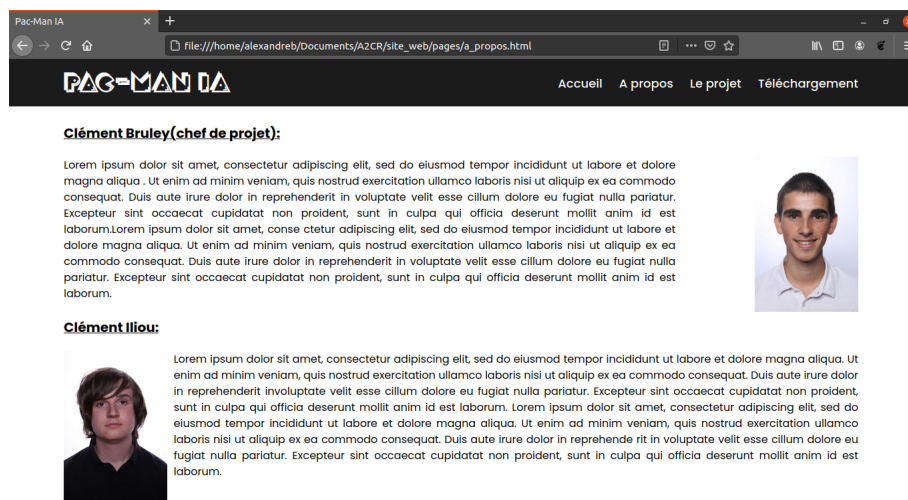 Pac-Man IA
file:///home/alexandreb/Documents/A2CR/site_web/pages/a_propos.html
PAC-MAN IA
Accueil A propos Le projet Téléchargement
Clément Bruley(chef de projet):
Lorem ipsum dolor sit amet, consectetur adipiscing elit, sed do eiusmod tempor incididunt ut labore et dolore
magna aliqua . Ut enim ad minim veniam, quis nostrud exercitation ullamco laboris nisi ut aliquip ex ea commodo
consequat. Duis aute irure dolor in reprehenderit in voluptate velit esse cillum dolore eu fugiat nulla pariatur.
Excepteur sint occaecat cupidatat non proident, sunt in culpa qui officia deserunt mollit anim id est
laborum.Lorem ipsum dolor sit amet, conse ctetur adipiscing elit, sed do eiusmod tempor incididunt ut labore et
dolore magna aliqua. Ut enim ad minim veniam, quis nostrud exercitation ullamco laboris nisi ut aliquip ex ea
commodo consequat. Duis aute irure dolor in reprehenderit in voluptate velit esse cillum dolore eu fugiat nulla
pariatur. Excepteur sint occaecat cupidatat non proident, sunt in culpa qui officia deserunt mollit anim id est
laborum.
Clément Iliou:
Lorem ipsum dolor sit amet, consectetur adipiscing elit, sed do eiusmod tempor incididunt ut labore et dolore magna aliqua. Ut
enim ad minim veniam, quis nostrud exercitation ullamco laboris nisi ut aliquip ex ea commodo consequat. Duis aute irure dolor
in reprehenderit involuptate velit esse cillum dolore eu fugiat nulla pariatur. Excepteur sint occaecat cupidatat non proident,
sunt in culpa qui officia deserunt mollit anim id est laborum. Lorem ipsum dolor sit amet, consectetur adipiscing elit, sed do
eiusmod tempor incididunt ut labore et dolore magna aliqua. Ut enim ad minim veniam, quis nostrud exercitation ullamco
laboris nisi ut aliquip ex ea commodo consequat. Duis aute irure dolor in reprehende rit in voluptate velit esse cillum dolore eu
fugiat nulla pariatur. Excepteur sint occaecat cupidatat non proident, sunt in culpa qui officia deserunt mollit anim id est
laborum.